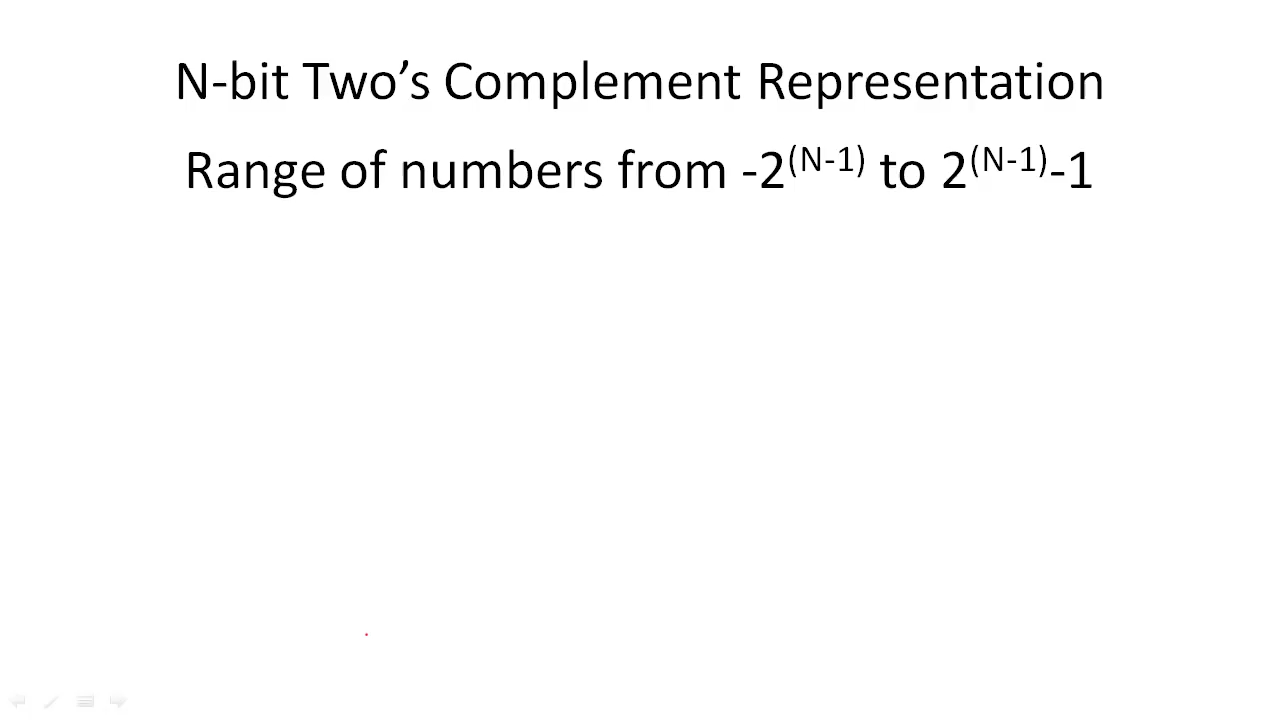 N-bit Two’s Complement Representation
Range of numbers from -2⁽ᴺ⁻¹⁾ to 2⁽ᴺ⁻¹⁾-1